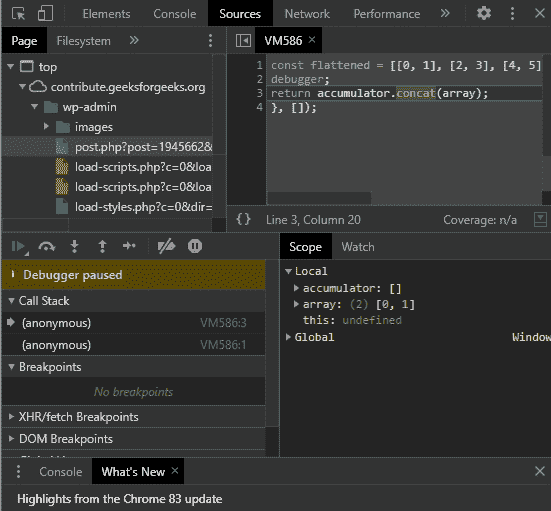 Elements Console Sources Network Performance
Page Filesystem
VM586
top
contribute.geeksforgeeks.org
wp-admin
images
post.php?post=1945662&
load-scripts.php?c=0&loa
load-scripts.php?c=0&loa
load-styles.php?c=0&dir=
1 const flattened = [[0, 1], [2, 3], [4, 5]
2 debugger;
3 return accumulator.concat(array);
4 }, []);
{} Line 3, Column 20 Coverage: n/a
Debugger paused
Call Stack
(anonymous) VM586:3
(anonymous) VM586:1
Breakpoints
No breakpoints
XHR/fetch Breakpoints
DOM Breakpoints
Scope Watch
Local
accumulator: []
array: (2) [0, 1]
this: undefined
Global Window
Console What's New
Highlights from the Chrome 83 update